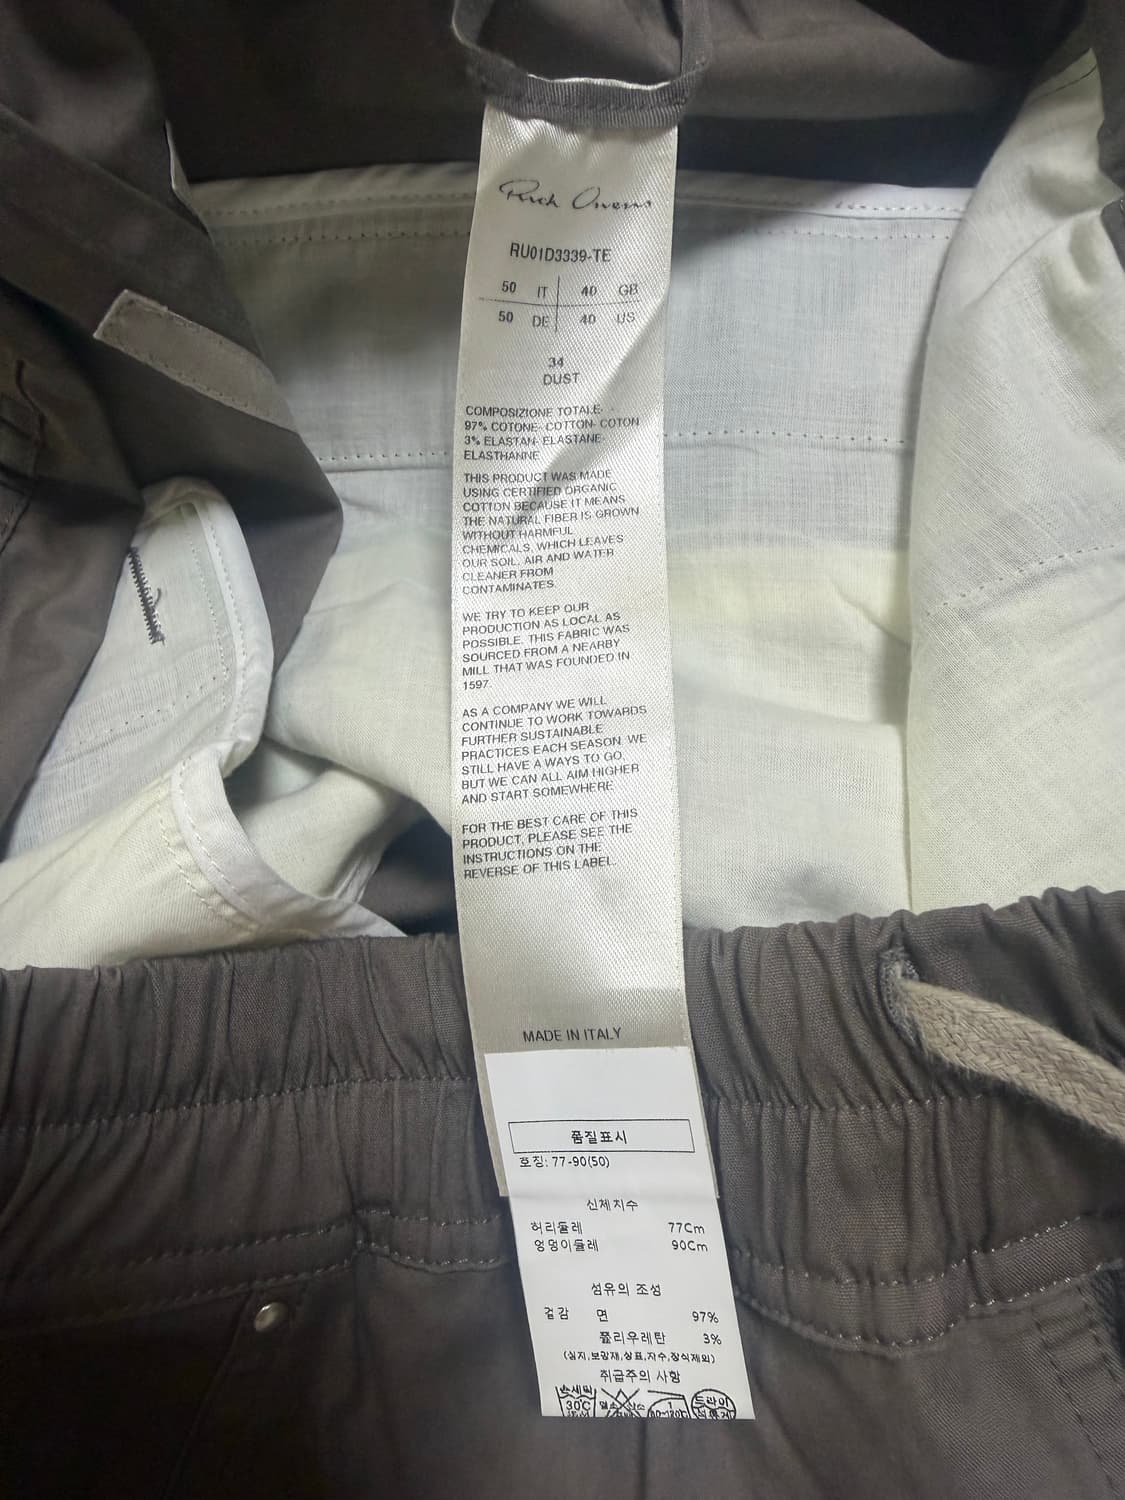 Rick Owens
RU01D3339-TE
50 IT 40 GB
50 DE 40 US
34
DUST
COMPOSIZIONE TOTALE-
97% COTONE- COTTON- COTON
3% ELASTAN- ELASTANE-
ELASTHANNE
THIS PRODUCT WAS MADE
USING CERTIFIED ORGANIC
COTTON BECAUSE IT MEANS
THE NATURAL FIBER IS GROWN
WITHOUT HARMFUL
CHEMICALS, WHICH LEAVES
OUR SOIL, AIR AND WATER
CLEANER FROM
CONTAMINATES.
WE TRY TO KEEP OUR
PRODUCTION AS LOCAL AS
POSSIBLE. THIS FABRIC WAS
SOURCED FROM A NEARBY
MILL THAT WAS FOUNDED IN
1597.
AS A COMPANY WE WILL
CONTINUE TO WORK TOWARDS
FURTHER SUSTAINABLE
PRACTICES EACH SEASON. WE
STILL HAVE A WAYS TO GO,
BUT WE CAN ALL AIM HIGHER
AND START SOMEWHERE.
FOR THE BEST CARE OF THIS
PRODUCT, PLEASE SEE THE
INSTRUCTIONS ON THE
REVERSE OF THIS LABEL.
MADE IN ITALY
품질표시
호칭: 77-90(50)
신체치수
허리둘레 77Cm
엉덩이둘레 90Cm
섬유의 조성
겉감 면 97%
폴리우레탄 3%
(심지,보강재,상표,자수,장식제외)
취급주의 사항
손세탁
30℃
드라이